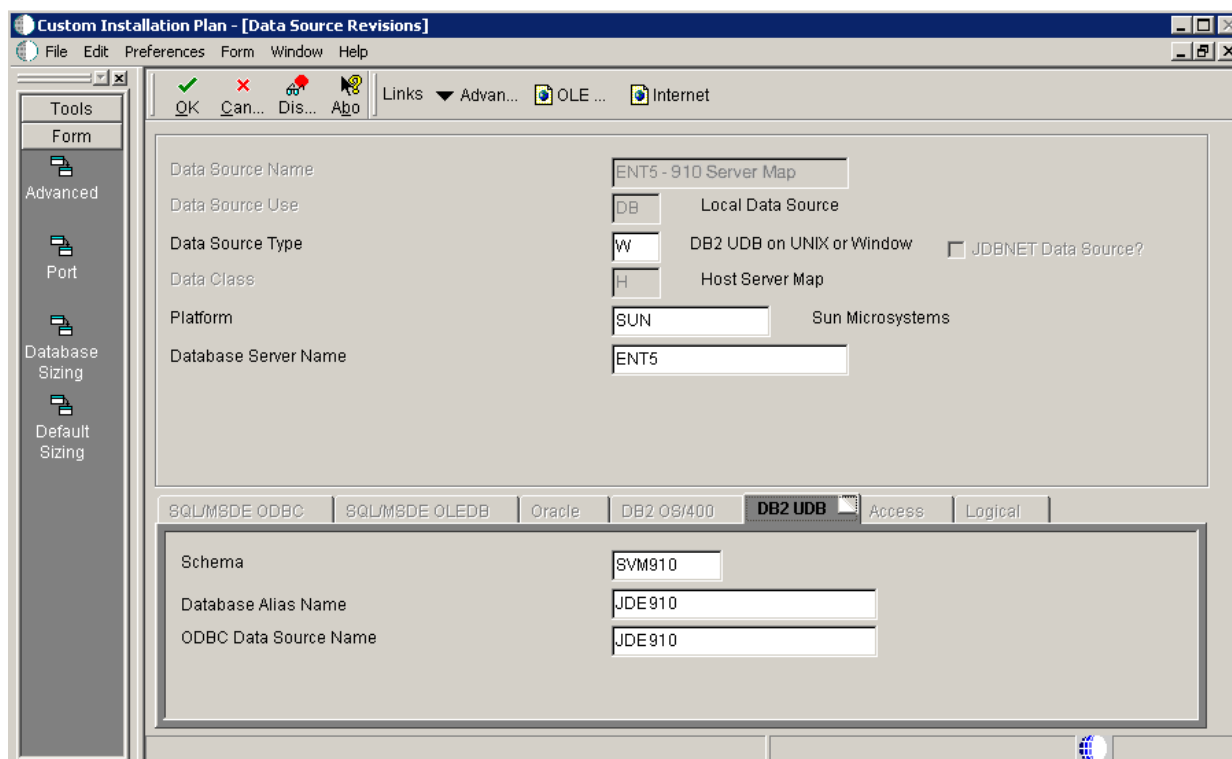 Custom Installation Plan - [Data Source Revisions]
File Edit Preferences Form Window Help
Tools
Form
Advanced
Port
Database Sizing
Default Sizing
OK Can... Dis... Abo Links Advan... OLE ... Internet
Data Source Name ENT5 - 910 Server Map
Data Source Use DB Local Data Source
Data Source Type W DB2 UDB on UNIX or Window JDBNET Data Source?
Data Class H Host Server Map
Platform SUN Sun Microsystems
Database Server Name ENT5
SQL/MSDE ODBC SQL/MSDE OLEDB Oracle DB2 OS/400 DB2 UDB Access Logical
Schema SVM910
Database Alias Name JDE910
ODBC Data Source Name JDE910